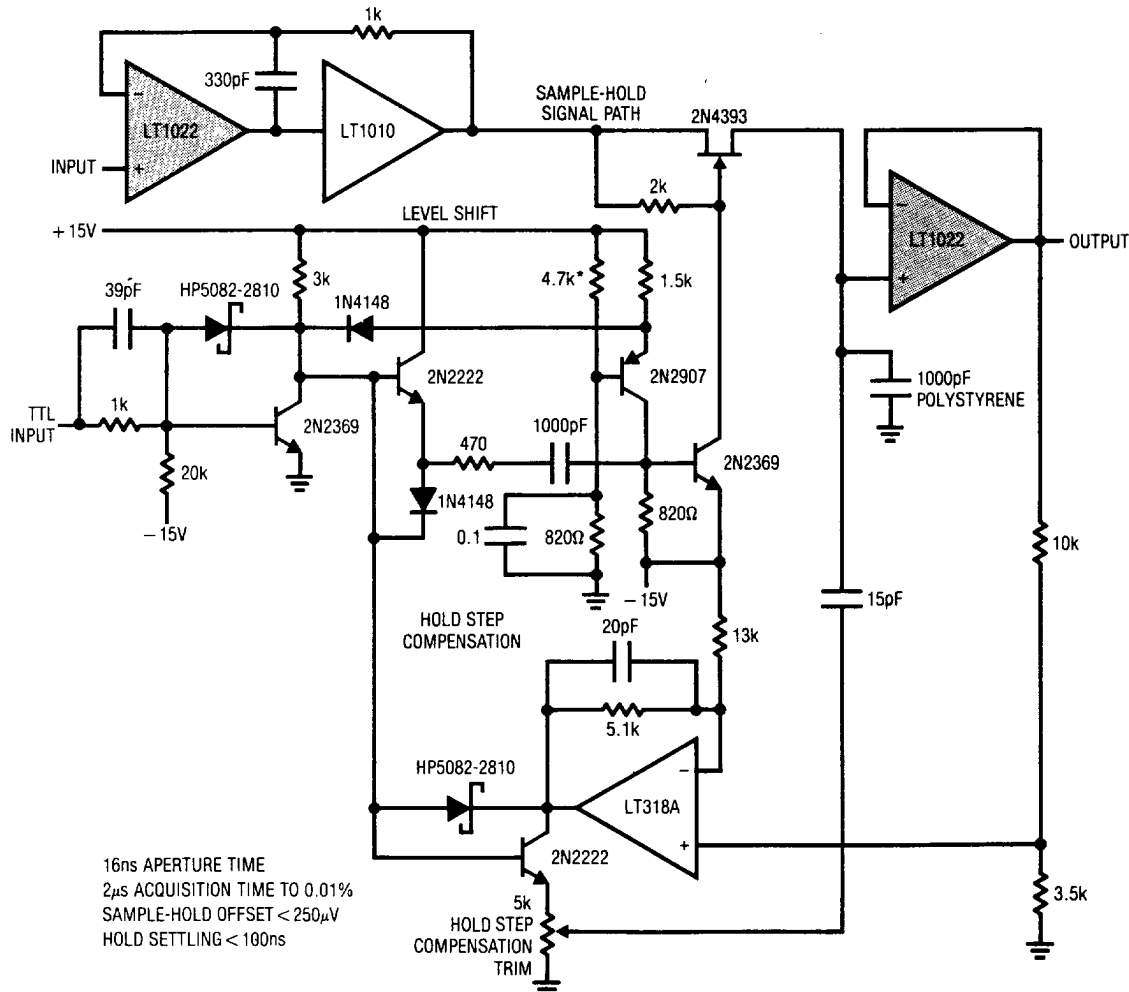 1k
330pF
LT1022
LT1010
SAMPLE-HOLD
SIGNAL PATH
2N4393
INPUT
−
+
2k
LEVEL SHIFT
+15V
LT1022
−
+
OUTPUT
39pF
HP5082-2810
3k
1N4148
4.7k*
1.5k
2N2222
2N2907
1000pF
POLYSTYRENE
TTL
INPUT
1k
2N2369
470
1000pF
2N2369
20k
1N4148
−15V
0.1
820Ω
820Ω
−15V
10k
15pF
HOLD STEP
COMPENSATION
20pF
13k
5.1k
HP5082-2810
LT318A
−
+
2N2222
16ns APERTURE TIME
2μs ACQUISITION TIME TO 0.01%
SAMPLE-HOLD OFFSET <250μV
HOLD SETTLING <100ns
5k
HOLD STEP
COMPENSATION
TRIM
3.5k